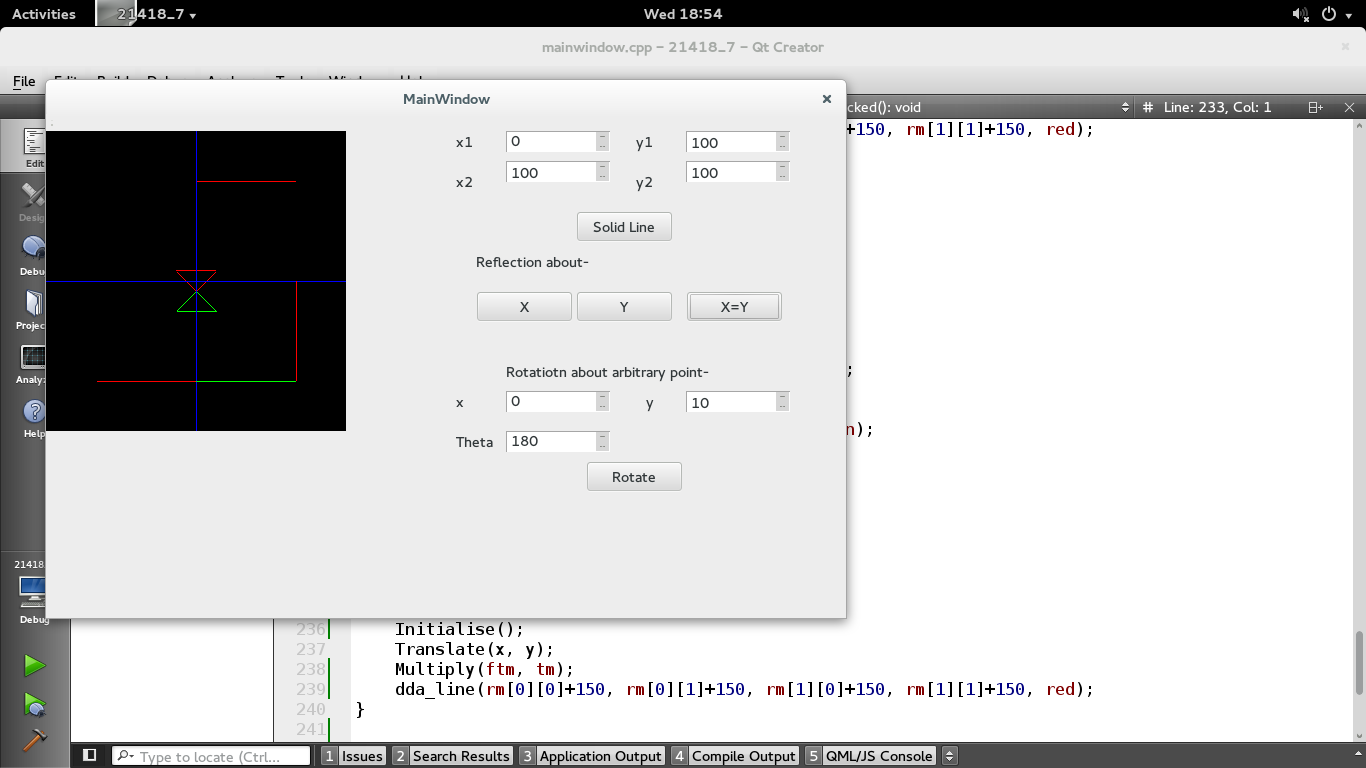 Activities 21418_7 Wed 18:54
mainwindow.cpp – 21418_7 – Qt Creator
File
MainWindow
cked(): void # Line: 233, Col: 1
+150, rm[1][1]+150, red);
x1 0 y1 100
x2 100 y2 100
Solid Line
Reflection about-
X Y X=Y
;
Rotatiotn about arbitrary point-
x 0 y 10
n);
Theta 180
Rotate
Edit
Desig
Debu
Projec
Analyz
Help
21418
Debug
236 Initialise();
237 Translate(x, y);
238 Multiply(ftm, tm);
239 dda_line(rm[0][0]+150, rm[0][1]+150, rm[1][0]+150, rm[1][1]+150, red);
240 }
241
Type to locate (Ctrl... 1 Issues 2 Search Results 3 Application Output 4 Compile Output 5 QML/JS Console